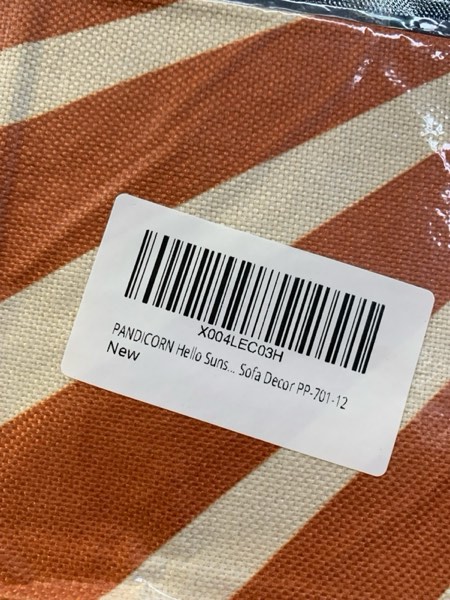 X004LEC03H
PANDICORN Hello Suns... Sofa Decor PP-701-12
New